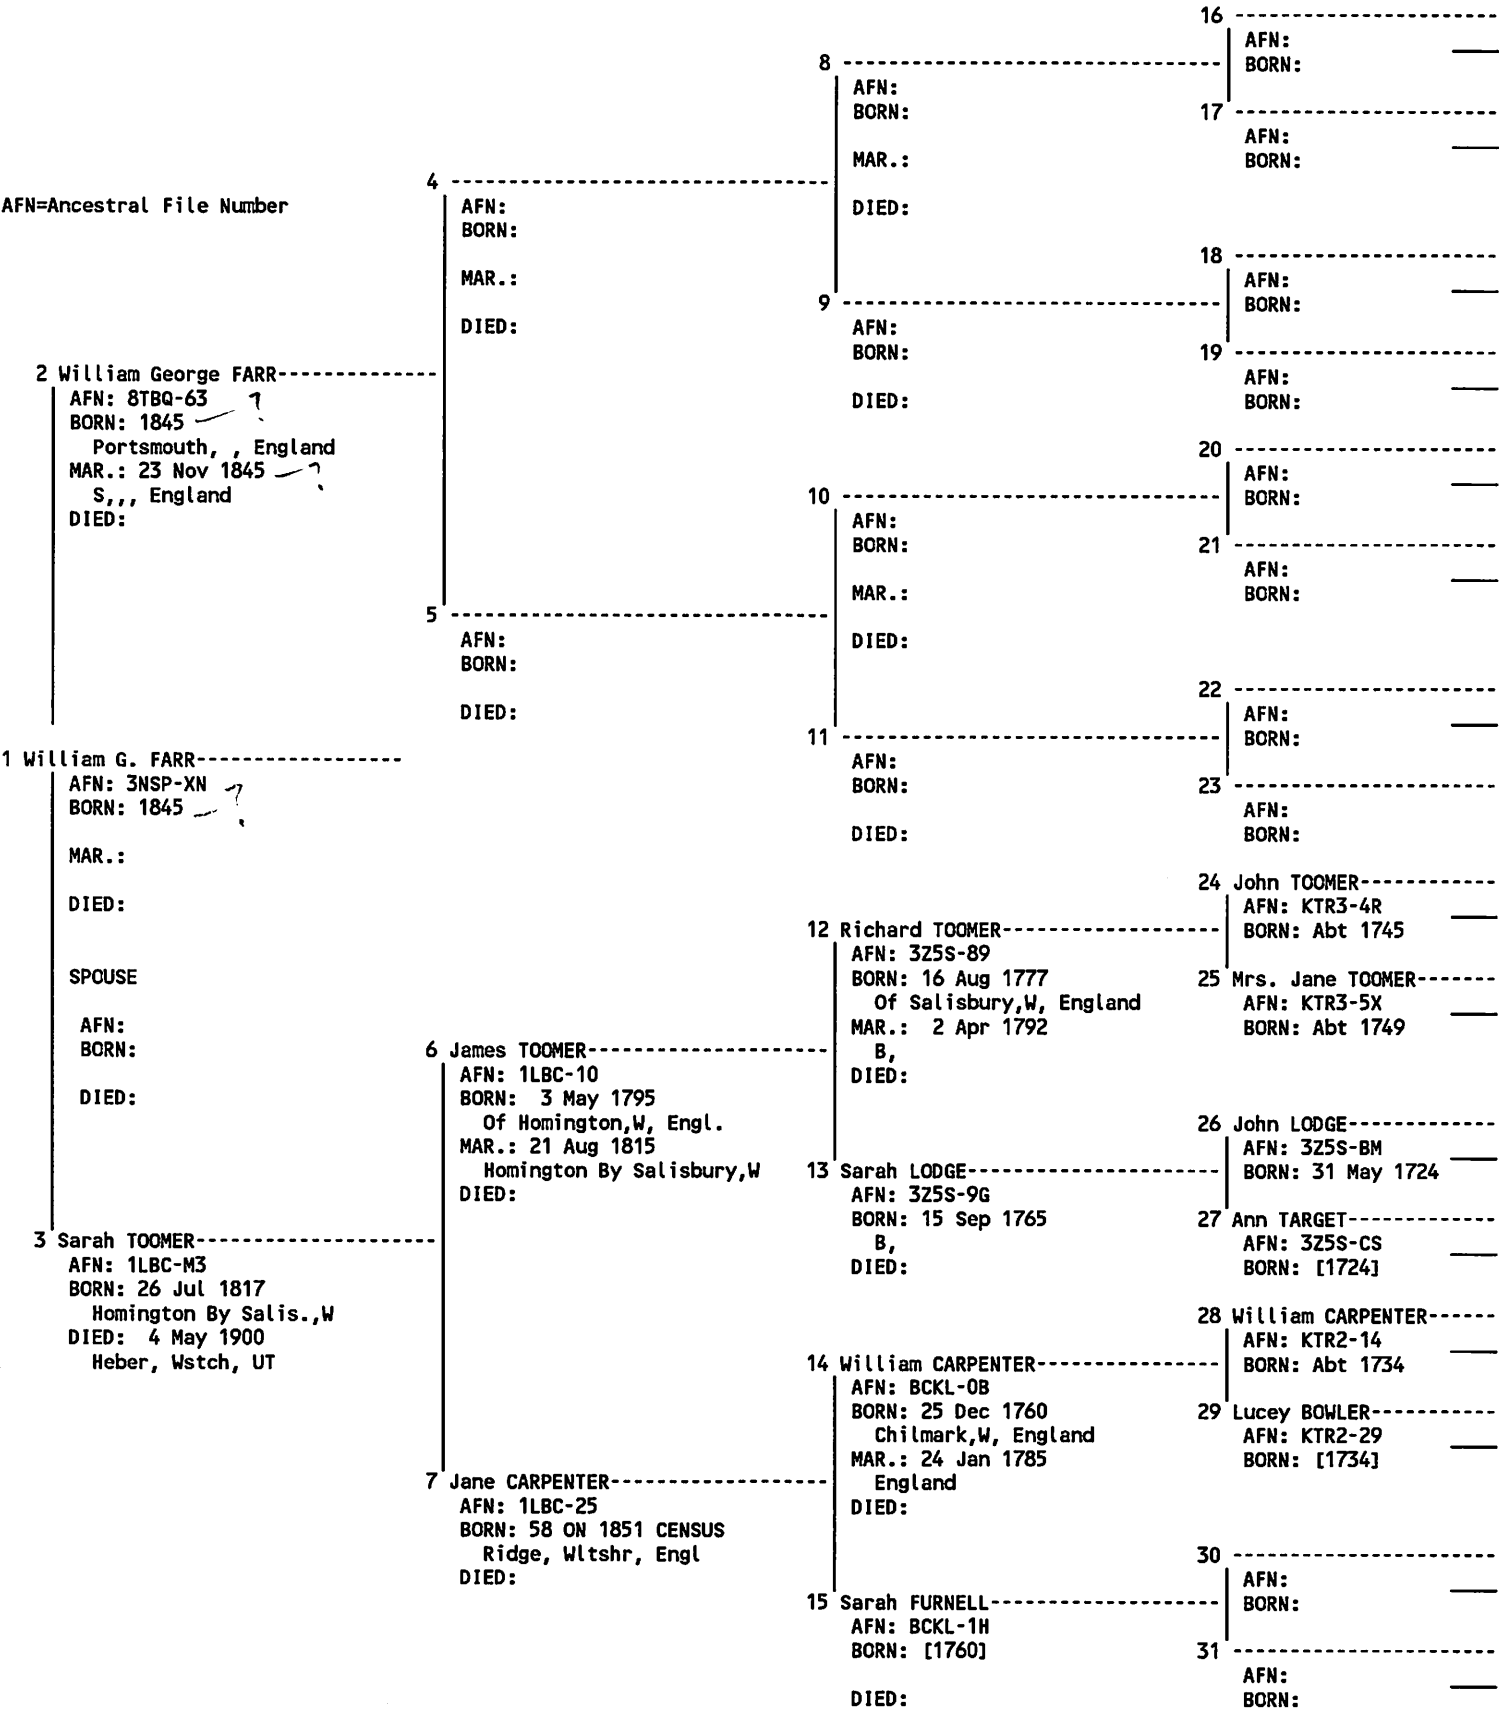 AFN=Ancestral File Number
1 William G. FARR
AFN: 3NSP-XN ?
BORN: 1845
MAR.:
DIED:
SPOUSE
AFN:
BORN:
DIED:
2 William George FARR
AFN: 8TBQ-63 ?
BORN: 1845
Portsmouth, , England
MAR.: 23 Nov 1845 ?
S,,, England
DIED:
3 Sarah TOOMER
AFN: 1LBC-M3
BORN: 26 Jul 1817
Homington By Salis.,W
DIED: 4 May 1900
Heber, Wstch, UT
4
AFN:
BORN:
MAR.:
DIED:
5
AFN:
BORN:
DIED:
6 James TOOMER
AFN: 1LBC-10
BORN: 3 May 1795
Of Homington,W, Engl.
MAR.: 21 Aug 1815
Homington By Salisbury,W
DIED:
7 Jane CARPENTER
AFN: 1LBC-25
BORN: 58 ON 1851 CENSUS
Ridge, Wltshr, Engl
DIED:
8
AFN:
BORN:
MAR.:
DIED:
9
AFN:
BORN:
DIED:
10
AFN:
BORN:
MAR.:
DIED:
11
AFN:
BORN:
DIED:
12 Richard TOOMER
AFN: 3Z5S-89
BORN: 16 Aug 1777
Of Salisbury,W, England
MAR.: 2 Apr 1792
B,
DIED:
13 Sarah LODGE
AFN: 3Z5S-9G
BORN: 15 Sep 1765
B,
DIED:
14 William CARPENTER
AFN: BCKL-0B
BORN: 25 Dec 1760
Chilmark,W, England
MAR.: 24 Jan 1785
England
DIED:
15 Sarah FURNELL
AFN: BCKL-1H
BORN: [1760]
DIED:
16
AFN:
BORN:
17
AFN:
BORN:
18
AFN:
BORN:
19
AFN:
BORN:
20
AFN:
BORN:
21
AFN:
BORN:
22
AFN:
BORN:
23
AFN:
BORN:
24 John TOOMER
AFN: KTR3-4R
BORN: Abt 1745
25 Mrs. Jane TOOMER
AFN: KTR3-5X
BORN: Abt 1749
26 John LODGE
AFN: 3Z5S-BM
BORN: 31 May 1724
27 Ann TARGET
AFN: 3Z5S-CS
BORN: [1724]
28 William CARPENTER
AFN: KTR2-14
BORN: Abt 1734
29 Lucey BOWLER
AFN: KTR2-29
BORN: [1734]
30
AFN:
BORN:
31
AFN:
BORN: